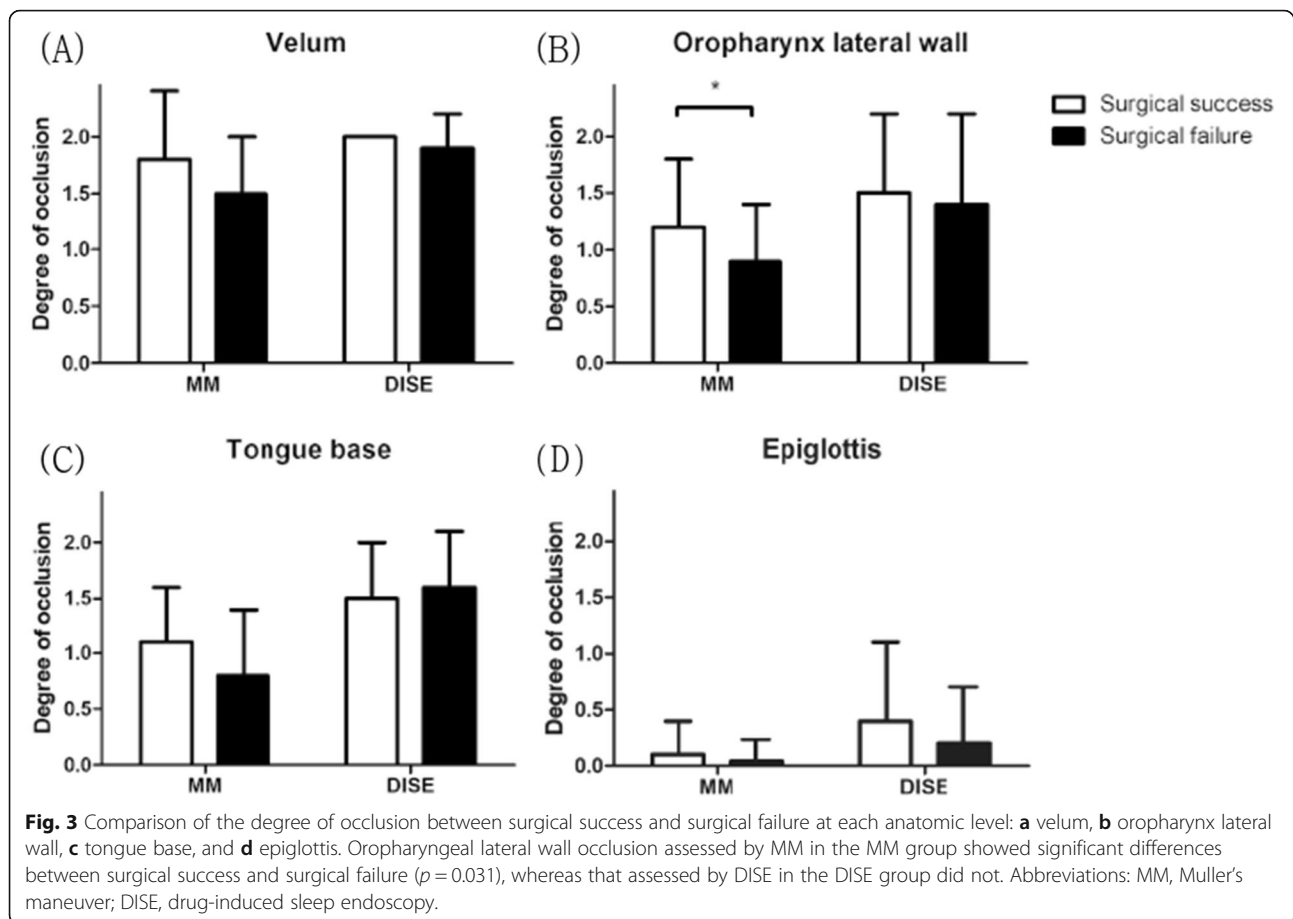 (A)
Velum
Degree of occlusion
2.0
1.5
1.0
0.5
0.0
MM
DISE
(B)
Oropharynx lateral wall
*
Degree of occlusion
2.0
1.5
1.0
0.5
0.0
MM
DISE
Surgical success
Surgical failure
(C)
Tongue base
Degree of occlusion
2.0
1.5
1.0
0.5
0.0
MM
DISE
(D)
Epiglottis
Degree of occlusion
2.0
1.5
1.0
0.5
0.0
MM
DISE
Fig. 3 Comparison of the degree of occlusion between surgical success and surgical failure at each anatomic level: a velum, b oropharynx lateral
wall, c tongue base, and d epiglottis. Oropharyngeal lateral wall occlusion assessed by MM in the MM group showed significant differences
between surgical success and surgical failure (p = 0.031), whereas that assessed by DISE in the DISE group did not. Abbreviations: MM, Muller's
maneuver; DISE, drug-induced sleep endoscopy.